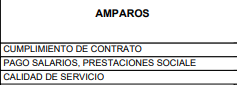 AMPAROS
CUMPLIMIENTO DE CONTRATO
PAGO SALARIOS, PRESTACIONES SOCIALE
CALIDAD DE SERVICIO